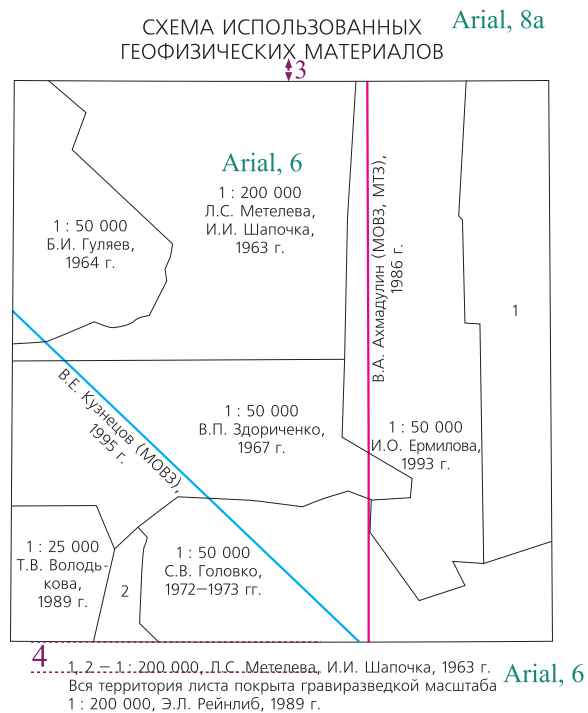 СХЕМА ИСПОЛЬЗОВАННЫХ
ГЕОФИЗИЧЕСКИХ МАТЕРИАЛОВ
Arial, 8a
3
Arial, 6
1 : 200 000
Л.С. Метелева,
И.И. Шапочка,
1963 г.
1 : 50 000
Б.И. Гуляев,
1964 г.
В.А. Ахмадулин (МОВЗ, МТЗ),
1986 г.
1
В.Е. Кузнецов (МОВЗ),
1995 г.
1 : 50 000
В.П. Здориченко,
1967 г.
1 : 50 000
И.О. Ермилова,
1993 г.
1 : 25 000
Т.В. Володь-
кова,
1989 г.
2
1 : 50 000
С.В. Головко,
1972–1973 гг.
4
1, 2 – 1 : 200 000, Л.С. Метелева, И.И. Шапочка, 1963 г.
Вся территория листа покрыта гравиразведкой масштаба
1 : 200 000, Э.Л. Рейнлиб, 1989 г.
Arial, 6